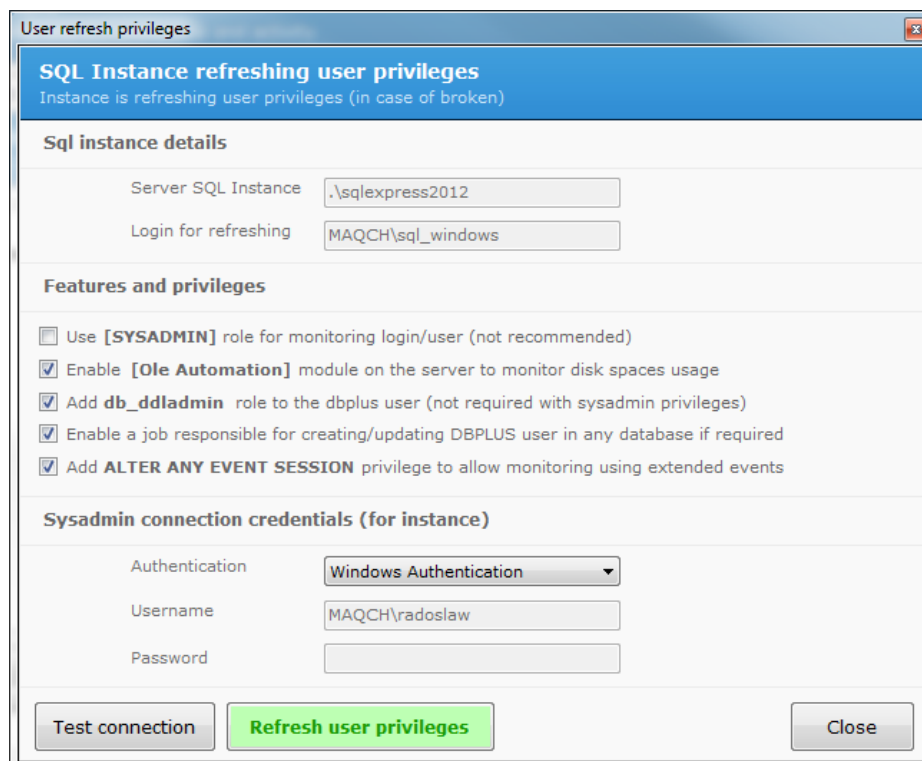 User refresh privileges
SQL Instance refreshing user privileges
Instance is refreshing user privileges (in case of broken)
Sql instance details
Server SQL Instance .\sqlexpress2012
Login for refreshing MAQCH\sql_windows
Features and privileges
Use [SYSADMIN] role for monitoring login/user (not recommended)
Enable [Ole Automation] module on the server to monitor disk spaces usage
Add db_ddladmin role to the dbplus user (not required with sysadmin privileges)
Enable a job responsible for creating/updating DBPLUS user in any database if required
Add ALTER ANY EVENT SESSION privilege to allow monitoring using extended events
Sysadmin connection credentials (for instance)
Authentication Windows Authentication
Username MAQCH\radoslaw
Password
Test connection Refresh user privileges Close